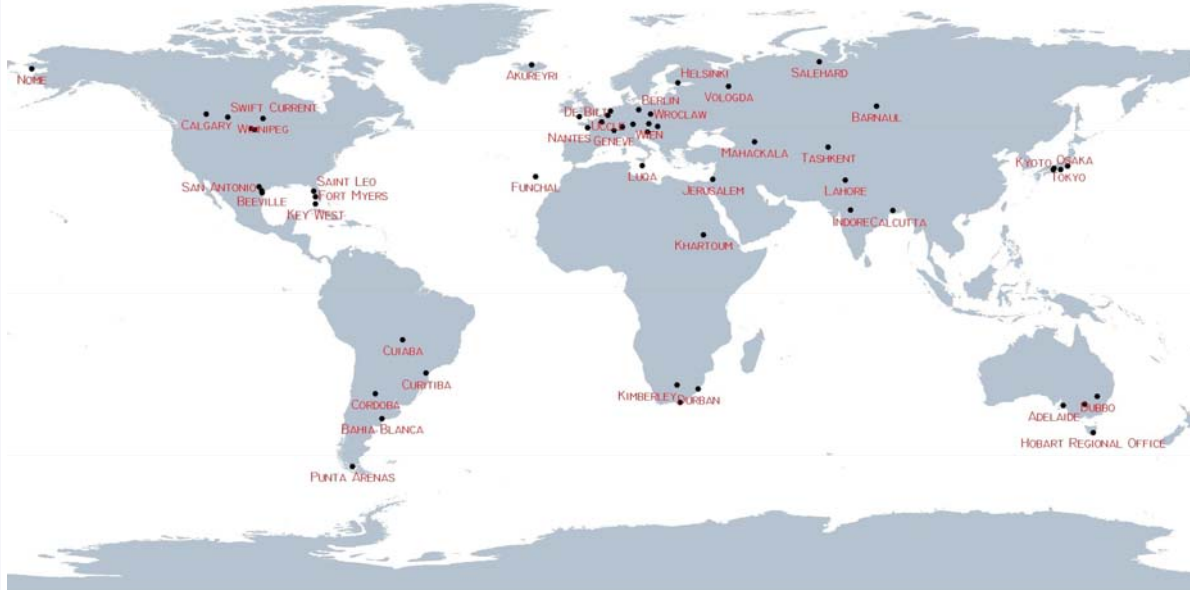 Nome
Akureyri
Helsinki
Salehard
Vologda
Berlin
De Bilt
Wroclaw
Barnaul
Swift Current
Calgary
Winnipeg
Uccle
Nantes
Wien
Geneve
Mahackala
Tashkent
Kyoto
Osaka
Tokyo
San Antonio
Saint Leo
Fort Myers
Beeville
Key West
Funchal
Luqa
Jerusalem
Lahore
Indore
Calcutta
Khartoum
Cuiaba
Curitiba
Cordoba
Bahia Blanca
Kimberley
Durban
Adelaide
Dubbo
Hobart Regional Office
Punta Arenas